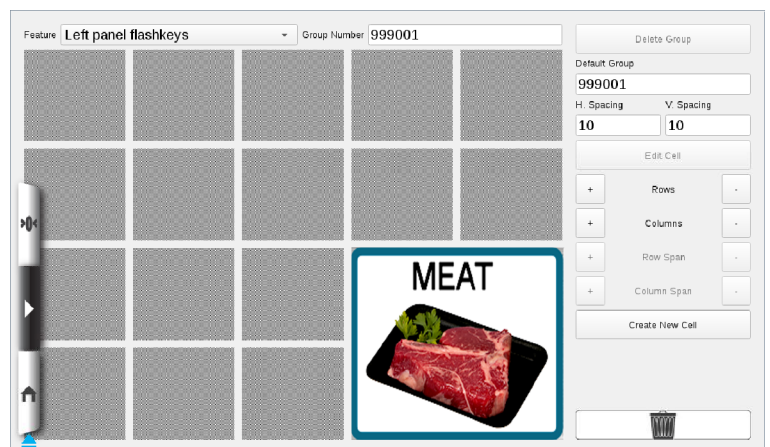 Feature Left panel flashkeys Group Number 999001 Delete Group
Default Group
999001
H. Spacing V. Spacing
10 10
Edit Cell
+ Rows -
+ Columns -
+ Row Span -
+ Column Span -
Create New Cell
MEAT
>0<